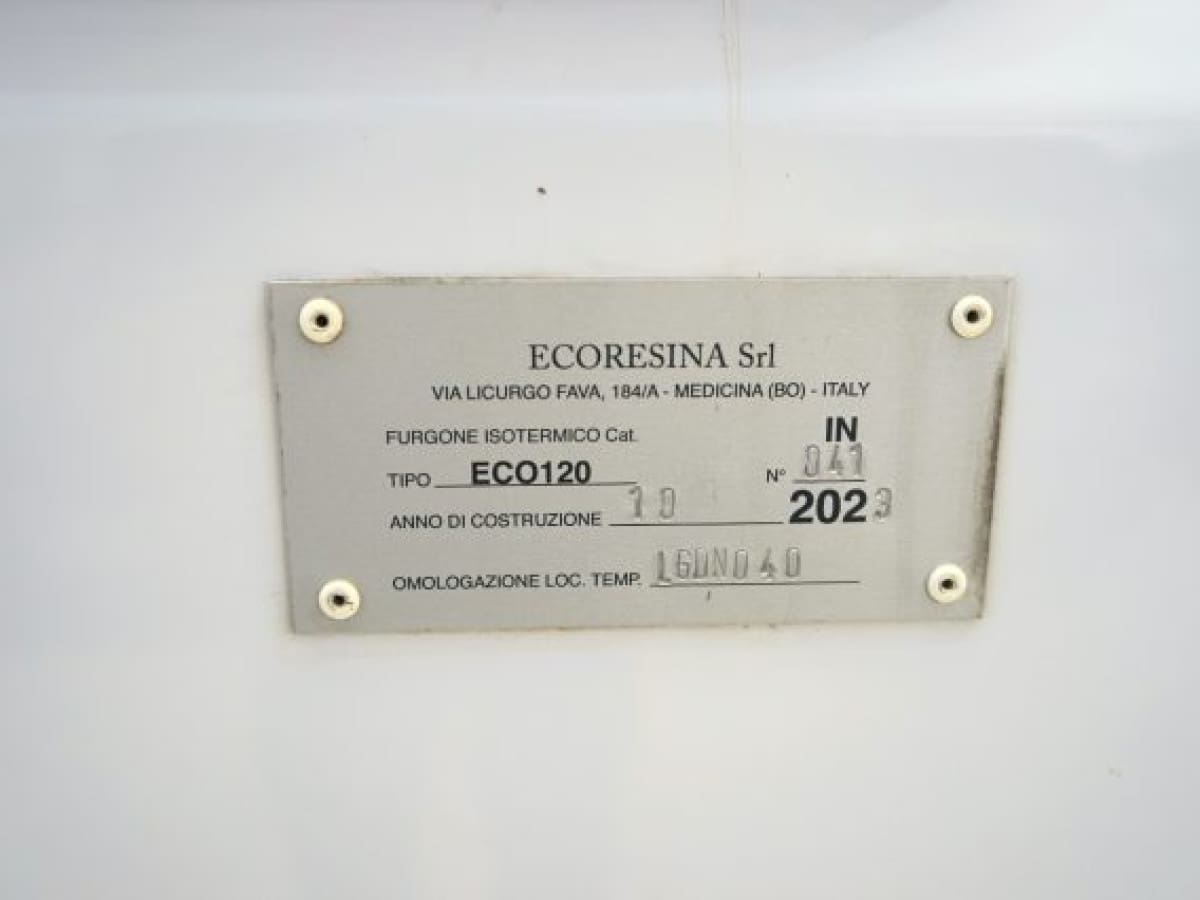 ECORESINA Srl
VIA LICURGO FAVA, 184/A - MEDICINA (BO) - ITALY
FURGONE ISOTERMICO Cat. IN
TIPO ECO120 N° 041
ANNO DI COSTRUZIONE 10 2023
OMOLOGAZIONE LOC. TEMP. LGDN040